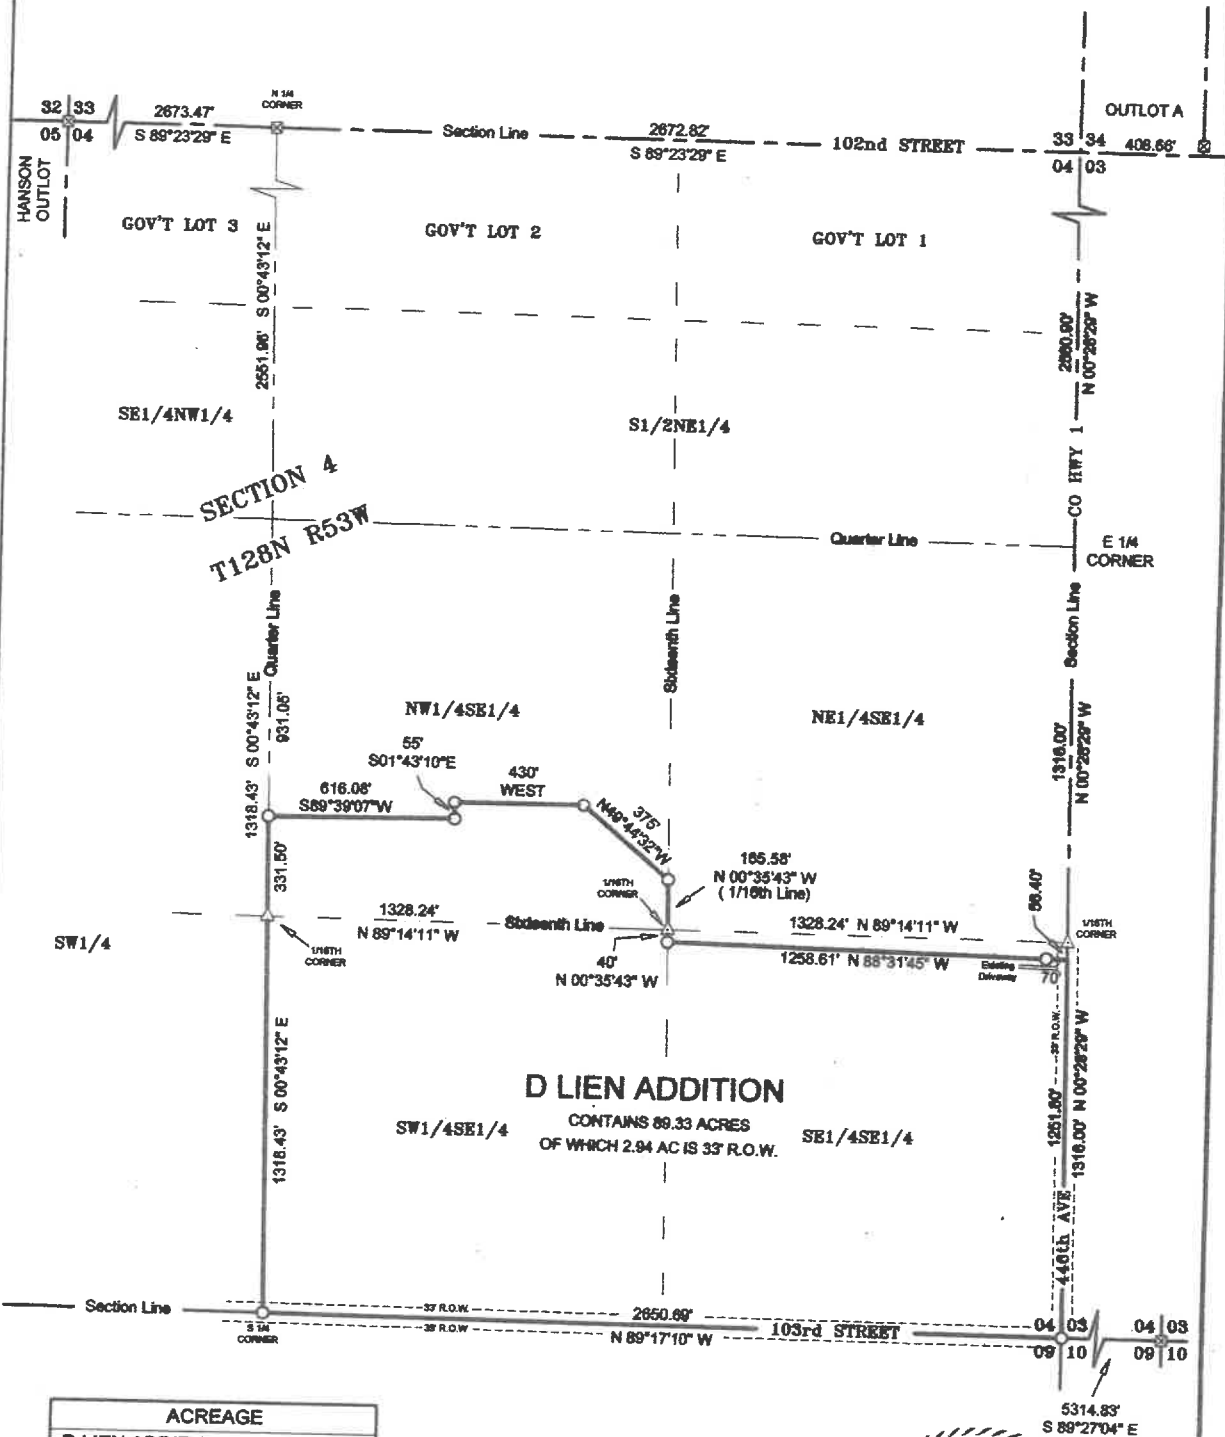 N 1/4
CORNER
32 33
05 04
2673.47'
S 89°23'29" E
Section Line
2672.82'
S 89°23'29" E
102nd STREET
33 34
04 03
OUTLOT A
408.66'
HANSON
OUTLOT
GOV'T LOT 3
GOV'T LOT 2
GOV'T LOT 1
2551.96' S 00°43'12" E
N 00°28'29" W
SE1/4NW1/4
S1/2NE1/4
CO HWY 1
SECTION 4
T128N R53W
Quarter Line
E 1/4
CORNER
Quarter Line
Sixteenth Line
Section Line
1318.43' S 00°43'12" E
931.05'
NW1/4SE1/4
NE1/4SE1/4
1316.00'
N 00°28'29" W
55'
S01°43'10"E
430'
WEST
616.08'
S89°39'07"W
375'
N49°44'32"W
331.50'
165.58'
N 00°35'43" W
( 1/16th Line)
1/16TH
CORNER
56.40'
1/16TH
CORNER
1328.24'
N 89°14'11" W
Sixteenth Line
1328.24' N 89°14'11" W
SW1/4
1/16TH
CORNER
40'
N 00°35'43" W
1258.61' N 88°31'45" W
Existing
Driveway
70'
33' R.O.W.
1318.43' S 00°43'12" E
1251.80'
1316.00' N 00°28'29" W
D LIEN ADDITION
CONTAINS 89.33 ACRES
OF WHICH 2.94 AC IS 33' R.O.W.
SW1/4SE1/4
SE1/4SE1/4
446th AVE
Section Line
S 1/4
CORNER
33' R.O.W.
33' R.O.W.
2650.69'
N 89°17'10" W
103rd STREET
04 03
09 10
04 03
09 10
5314.83'
S 89°27'04" E
ACREAGE